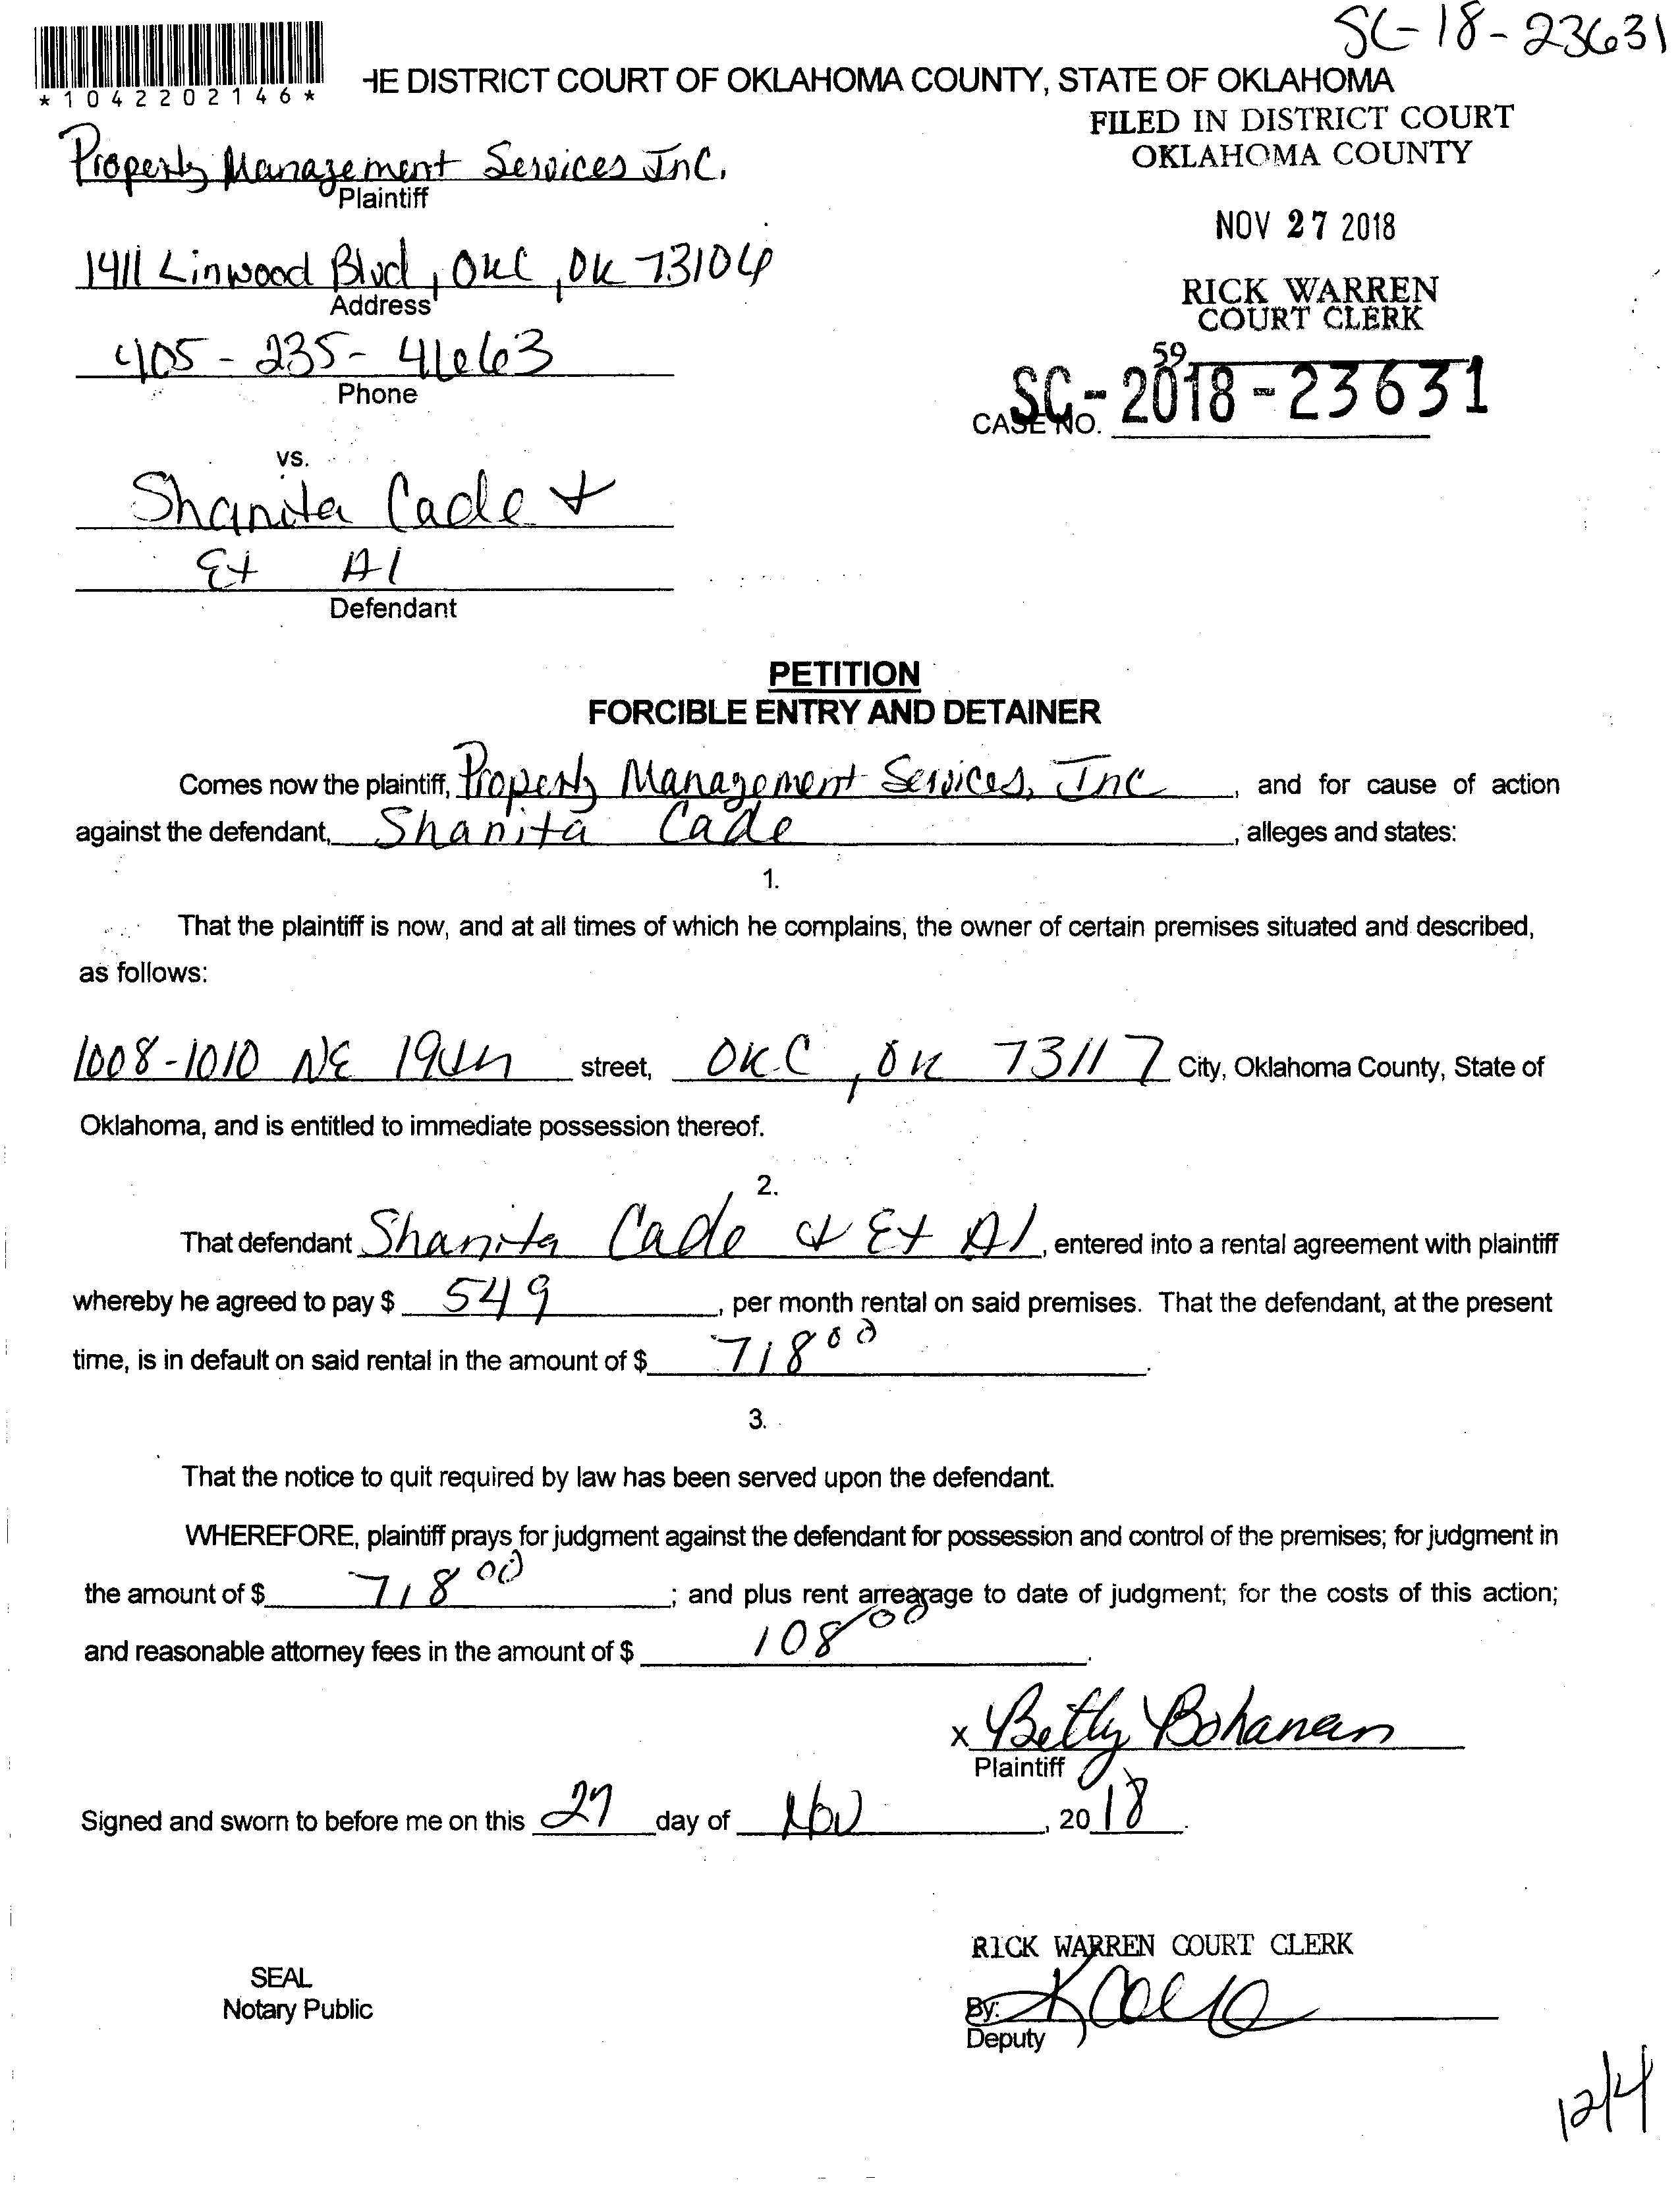 SC-18-23631
*1042202146*
HE DISTRICT COURT OF OKLAHOMA COUNTY, STATE OF OKLAHOMA
FILED IN DISTRICT COURT
OKLAHOMA COUNTY
Property Management Services Inc.
Plaintiff
NOV 27 2018
1411 Linwood Blvd, OKC, OK 73104
Address
RICK WARREN
COURT CLERK
405-235-4663
Phone
59
CASE NO. SC-2018-23631
vs.
Shanita Cade &
Et Al
Defendant
PETITION
FORCIBLE ENTRY AND DETAINER
Comes now the plaintiff, Property Management Services, Inc, and for cause of action
against the defendant, Shanita Cade, alleges and states:
1.
That the plaintiff is now, and at all times of which he complains, the owner of certain premises situated and described,
as follows:
1008-1010 NE 19th street, OKC, OK 73117 City, Oklahoma County, State of
Oklahoma, and is entitled to immediate possession thereof.
2.
That defendant Shanita Cade & Et Al, entered into a rental agreement with plaintiff
whereby he agreed to pay $ 549, per month rental on said premises. That the defendant, at the present
time, is in default on said rental in the amount of $ 718 00.
3.
That the notice to quit required by law has been served upon the defendant.
WHEREFORE, plaintiff prays for judgment against the defendant for possession and control of the premises; for judgment in
the amount of $ 718 00; and plus rent arrearage to date of judgment; for the costs of this action;
and reasonable attorney fees in the amount of $ 108 00.
X Betty Bohanan
Plaintiff
Signed and sworn to before me on this 27 day of Nov, 2018.
RICK WARREN COURT CLERK
SEAL
Notary Public
By:
Deputy
12/4